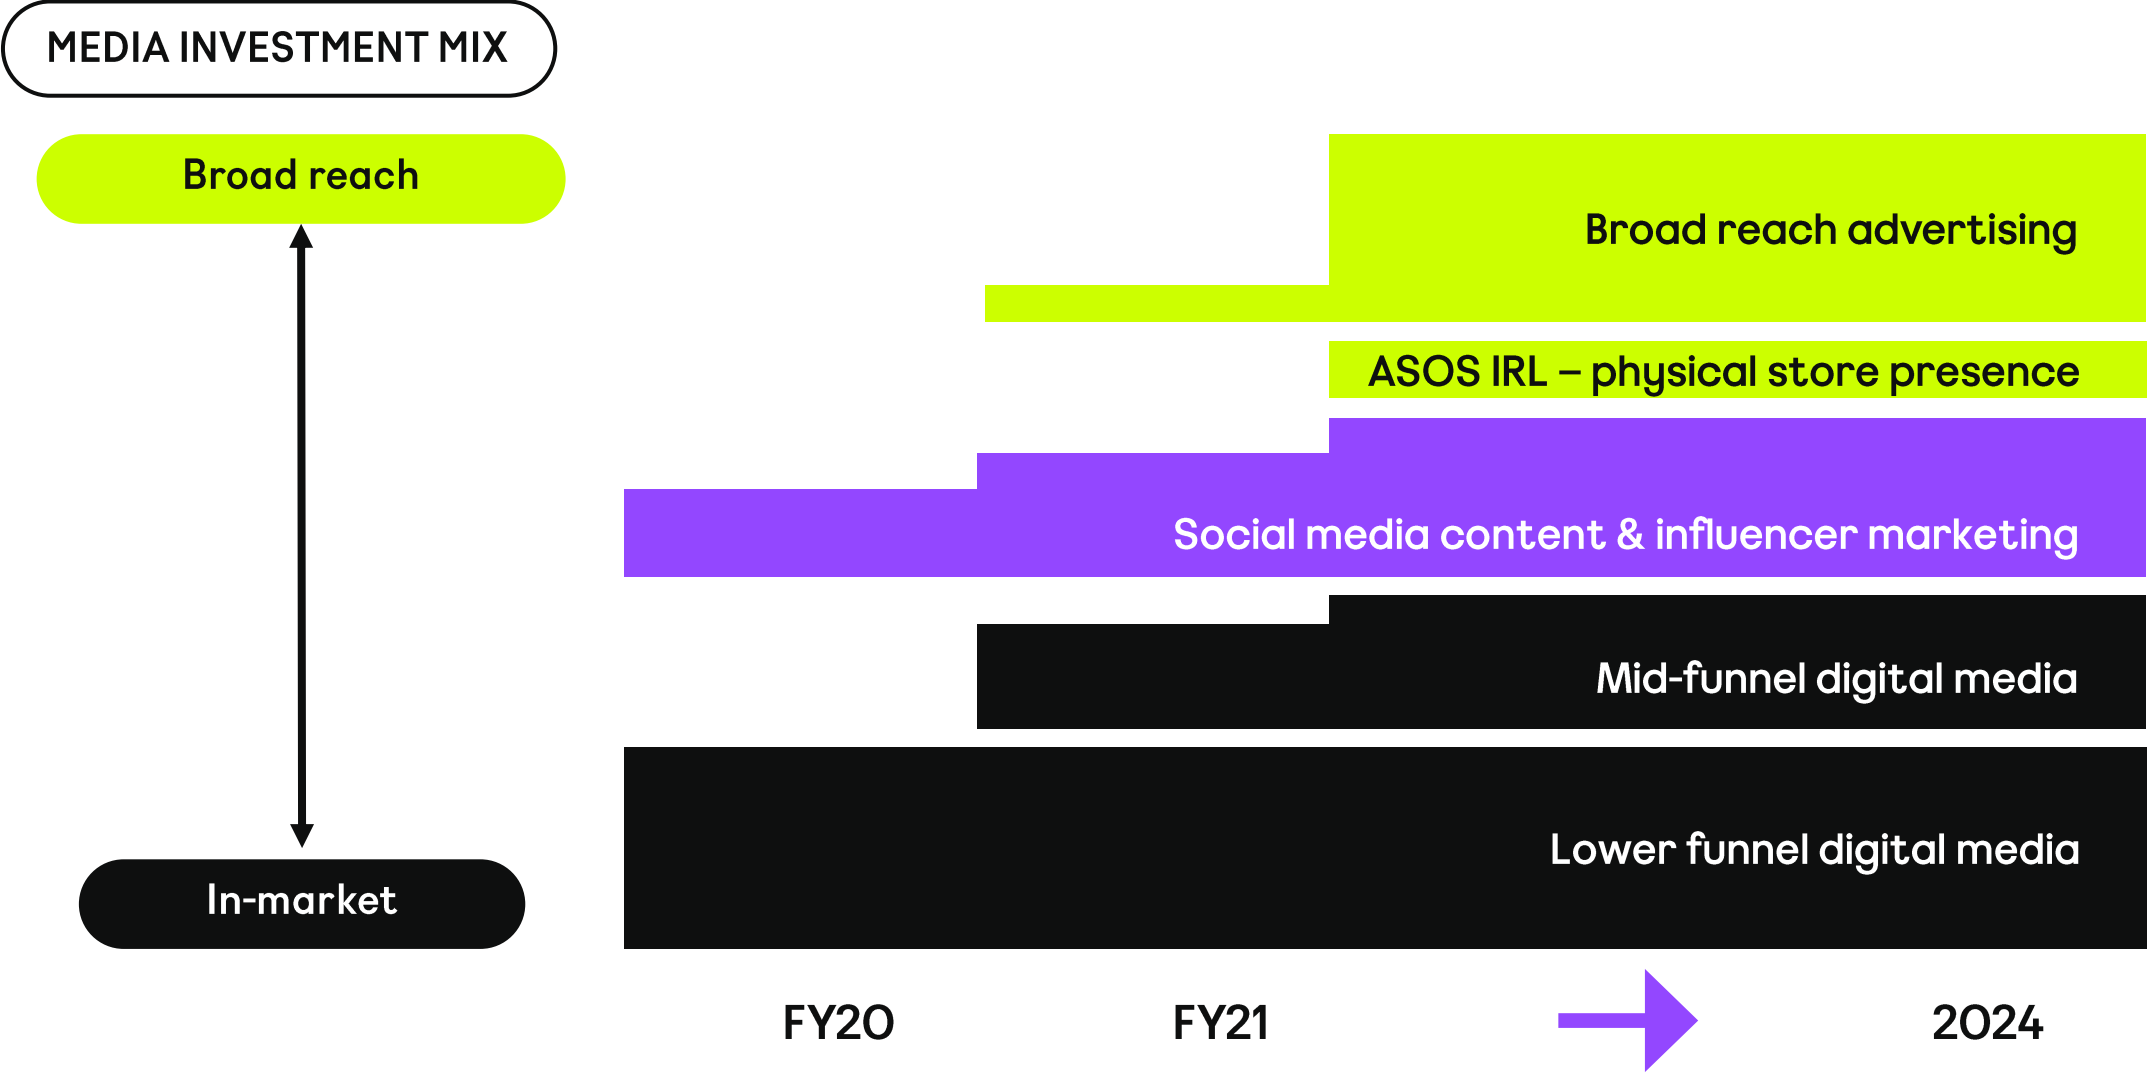 MEDIA INVESTMENT MIX
Broad reach
Broad reach advertising
ASOS IRL – physical store presence
Social media content & influencer marketing
Mid-funnel digital media
Lower funnel digital media
In-market
FY20
FY21
2024